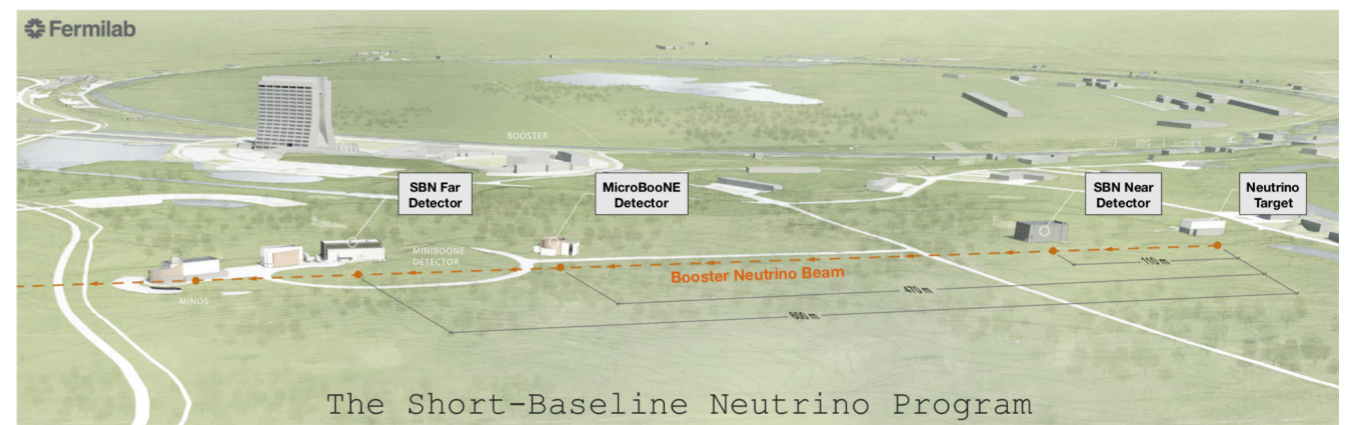 Fermilab
BOOSTER
SBN Far
Detector
MicroBooNE
Detector
SBN Near
Detector
Neutrino
Target
MINIBOONE
DETECTOR
Booster Neutrino Beam
110 m
470 m
600 m
MINOS
The Short-Baseline Neutrino Program